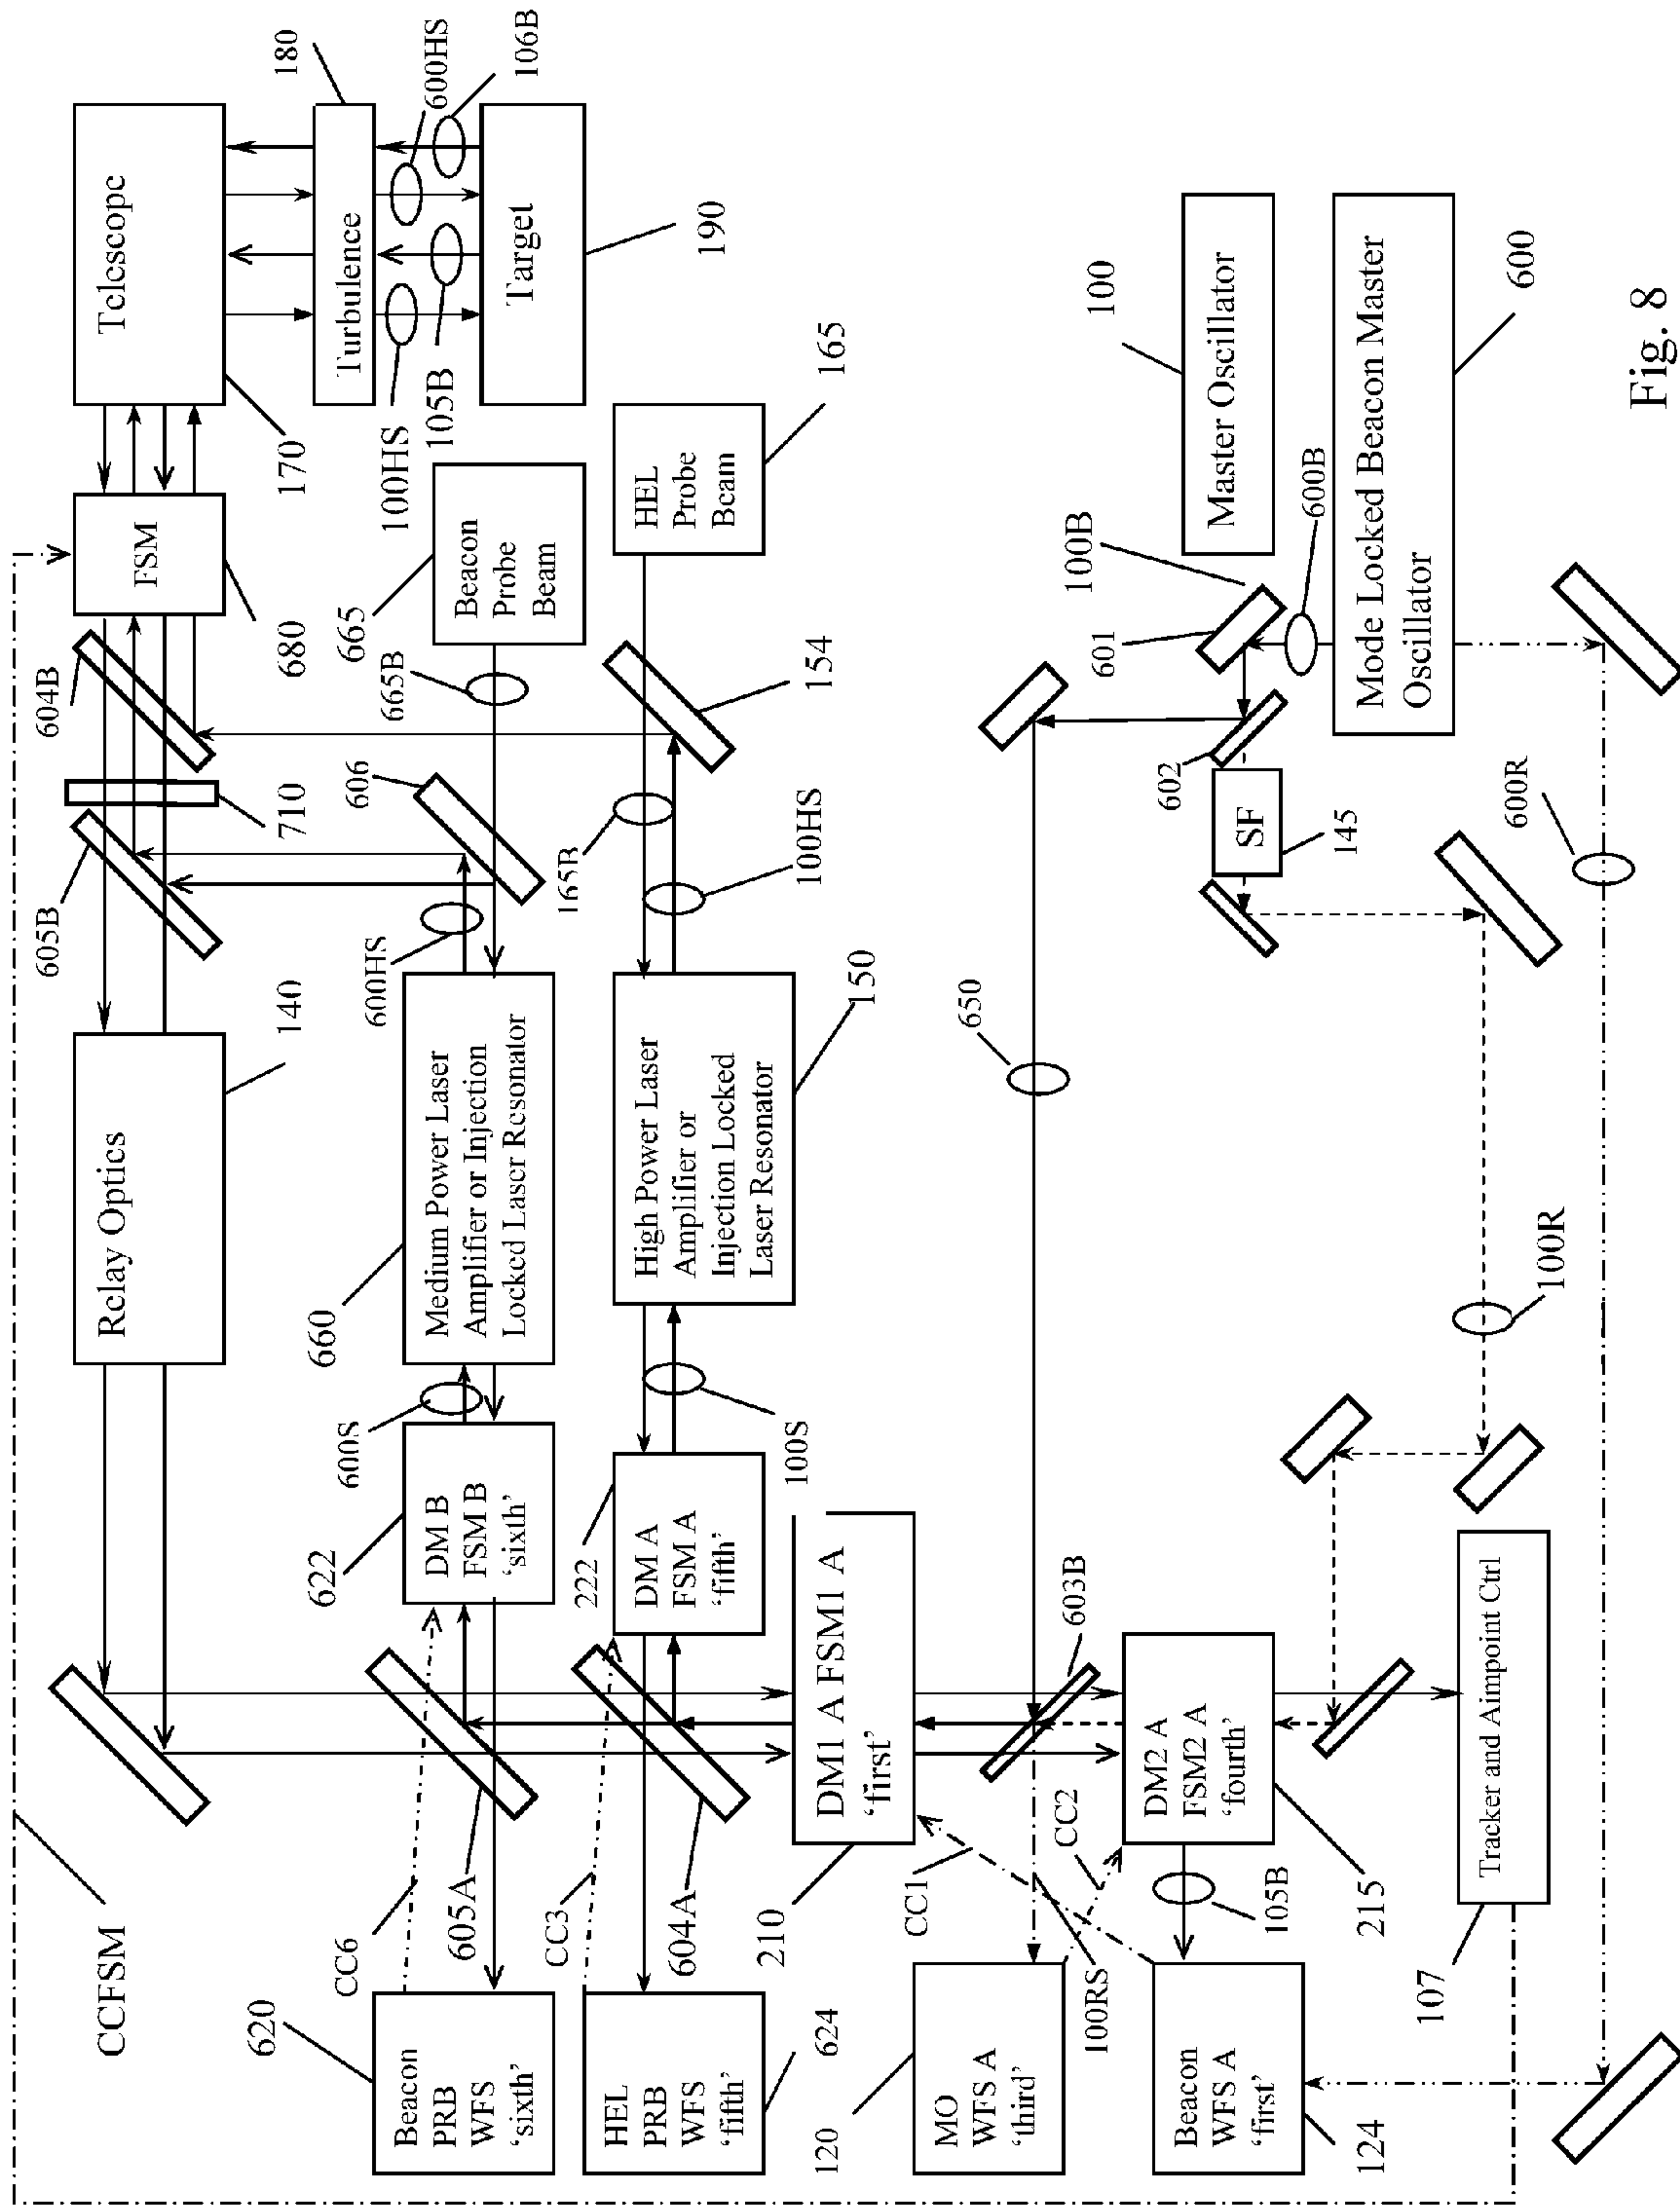 CCFSM
Relay Optics
140
605B
710
604B
FSM
680
Telescope
170
180
Turbulence
600HS
106B
100HS
105B
Target
190
620
Beacon
PRB
WFS
‘sixth’
CC6
605A
622
DM B
FSM B
‘sixth’
600S
660
Medium Power Laser
Amplifier or Injection
Locked Laser Resonator
600HS
606
665B
665
Beacon
Probe
Beam
HEL
PRB
WFS
‘fifth’
624
CC3
604A
222
DM A
FSM A
‘fifth’
100S
High Power Laser
Amplifier or
Injection Locked
Laser Resonator
150
165B
100HS
154
HEL
Probe
Beam
165
210
DM1 A FSM1 A
‘first’
120
MO
WFS A
‘third’
CC1
100RS
CC2
603B
650
DM2 A
FSM2 A
‘fourth’
215
105B
Beacon
WFS A
‘first’
124
107
Tracker and Aimpoint Ctrl
100R
602
SF
145
601
100B
600B
100
Master Oscillator
Mode Locked Beacon Master
Oscillator
600
600R
Fig. 8